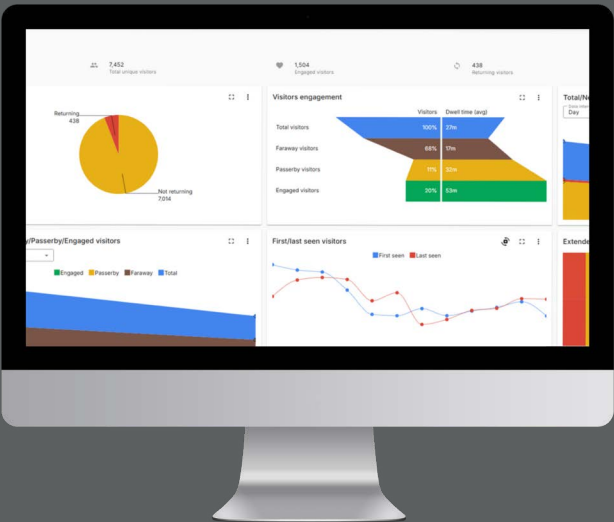 7,452
Total unique visitors
1,504
Engaged visitors
438
Returning visitors
Returning
438
Not returning
7,014
Visitors engagement
Visitors Dwell time (avg)
Total visitors 100% 27m
Faraway visitors 68% 17m
Passerby visitors 11% 32m
Engaged visitors 20% 53m
Total/Ne
Day
y/Passerby/Engaged visitors
Engaged Passerby Faraway Total
First/last seen visitors
First seen Last seen
Extende